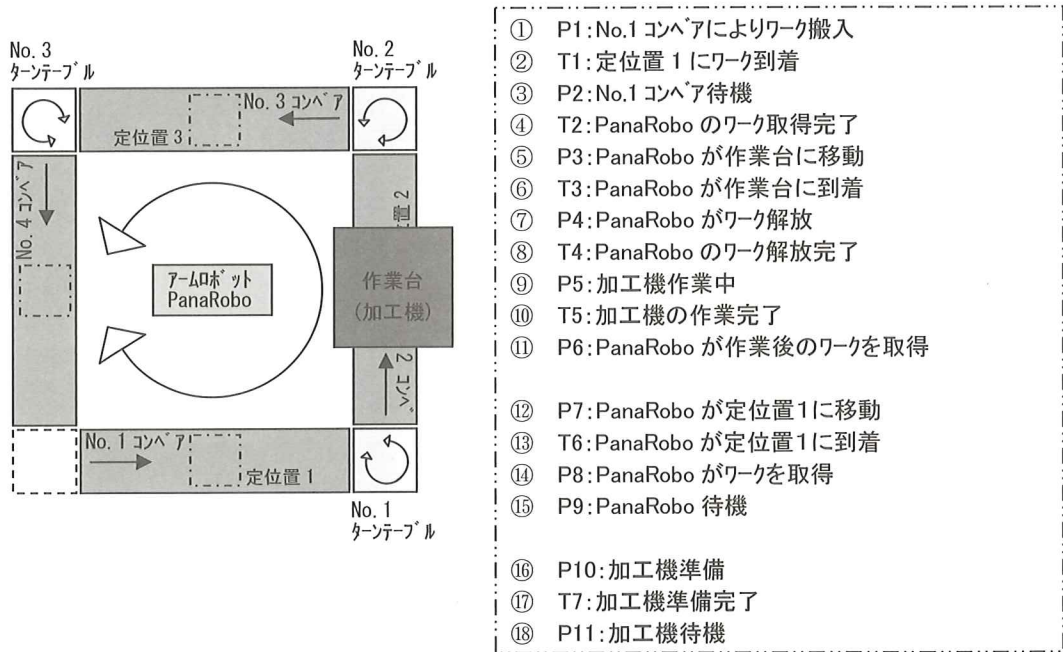 No. 3
ターンテーブル
No. 2
ターンテーブル
No. 3 コンベア
定位置 3
No. 4 コンベア
置 2
アームロボット
PanaRobo
作業台
(加工機)
コンベア 2
No. 1 コンベア
定位置 1
No. 1
ターンテーブル
① P1:No.1 コンベアによりワーク搬入
② T1:定位置 1 にワーク到着
③ P2:No.1 コンベア待機
④ T2:PanaRobo のワーク取得完了
⑤ P3:PanaRobo が作業台に移動
⑥ T3:PanaRobo が作業台に到着
⑦ P4:PanaRobo がワーク解放
⑧ T4:PanaRobo のワーク解放完了
⑨ P5:加工機作業中
⑩ T5:加工機の作業完了
⑪ P6:PanaRobo が作業後のワークを取得
⑫ P7:PanaRobo が定位置1に移動
⑬ T6:PanaRobo が定位置1に到着
⑭ P8:PanaRobo がワークを取得
⑮ P9:PanaRobo 待機
⑯ P10:加工機準備
⑰ T7:加工機準備完了
⑱ P11:加工機待機